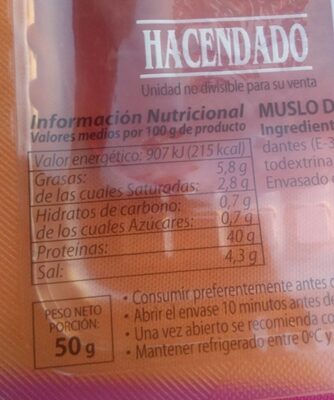 HACENDADO
Unidad no divisible para su venta
Información Nutricional
Valores medios por 100 g de producto
Valor energético: 907 kJ (215 kcal)
Grasas: 5,8 g
de las cuales Saturadas: 2,8 g
Hidratos de carbono: 0,7 g
de los cuales Azúcares: 0,7 g
Proteínas: 40 g
Sal: 4,3 g
MUSLO D
Ingredient
dantes (E-3
todextrina
Envasado
PESO NETO
PORCIÓN:
50 g
• Consumir preferentemente antes
• Abrir el envase 10 minutos antes de
• Una vez abierto se recomienda co
• Mantener refrigerado entre 0ºC y